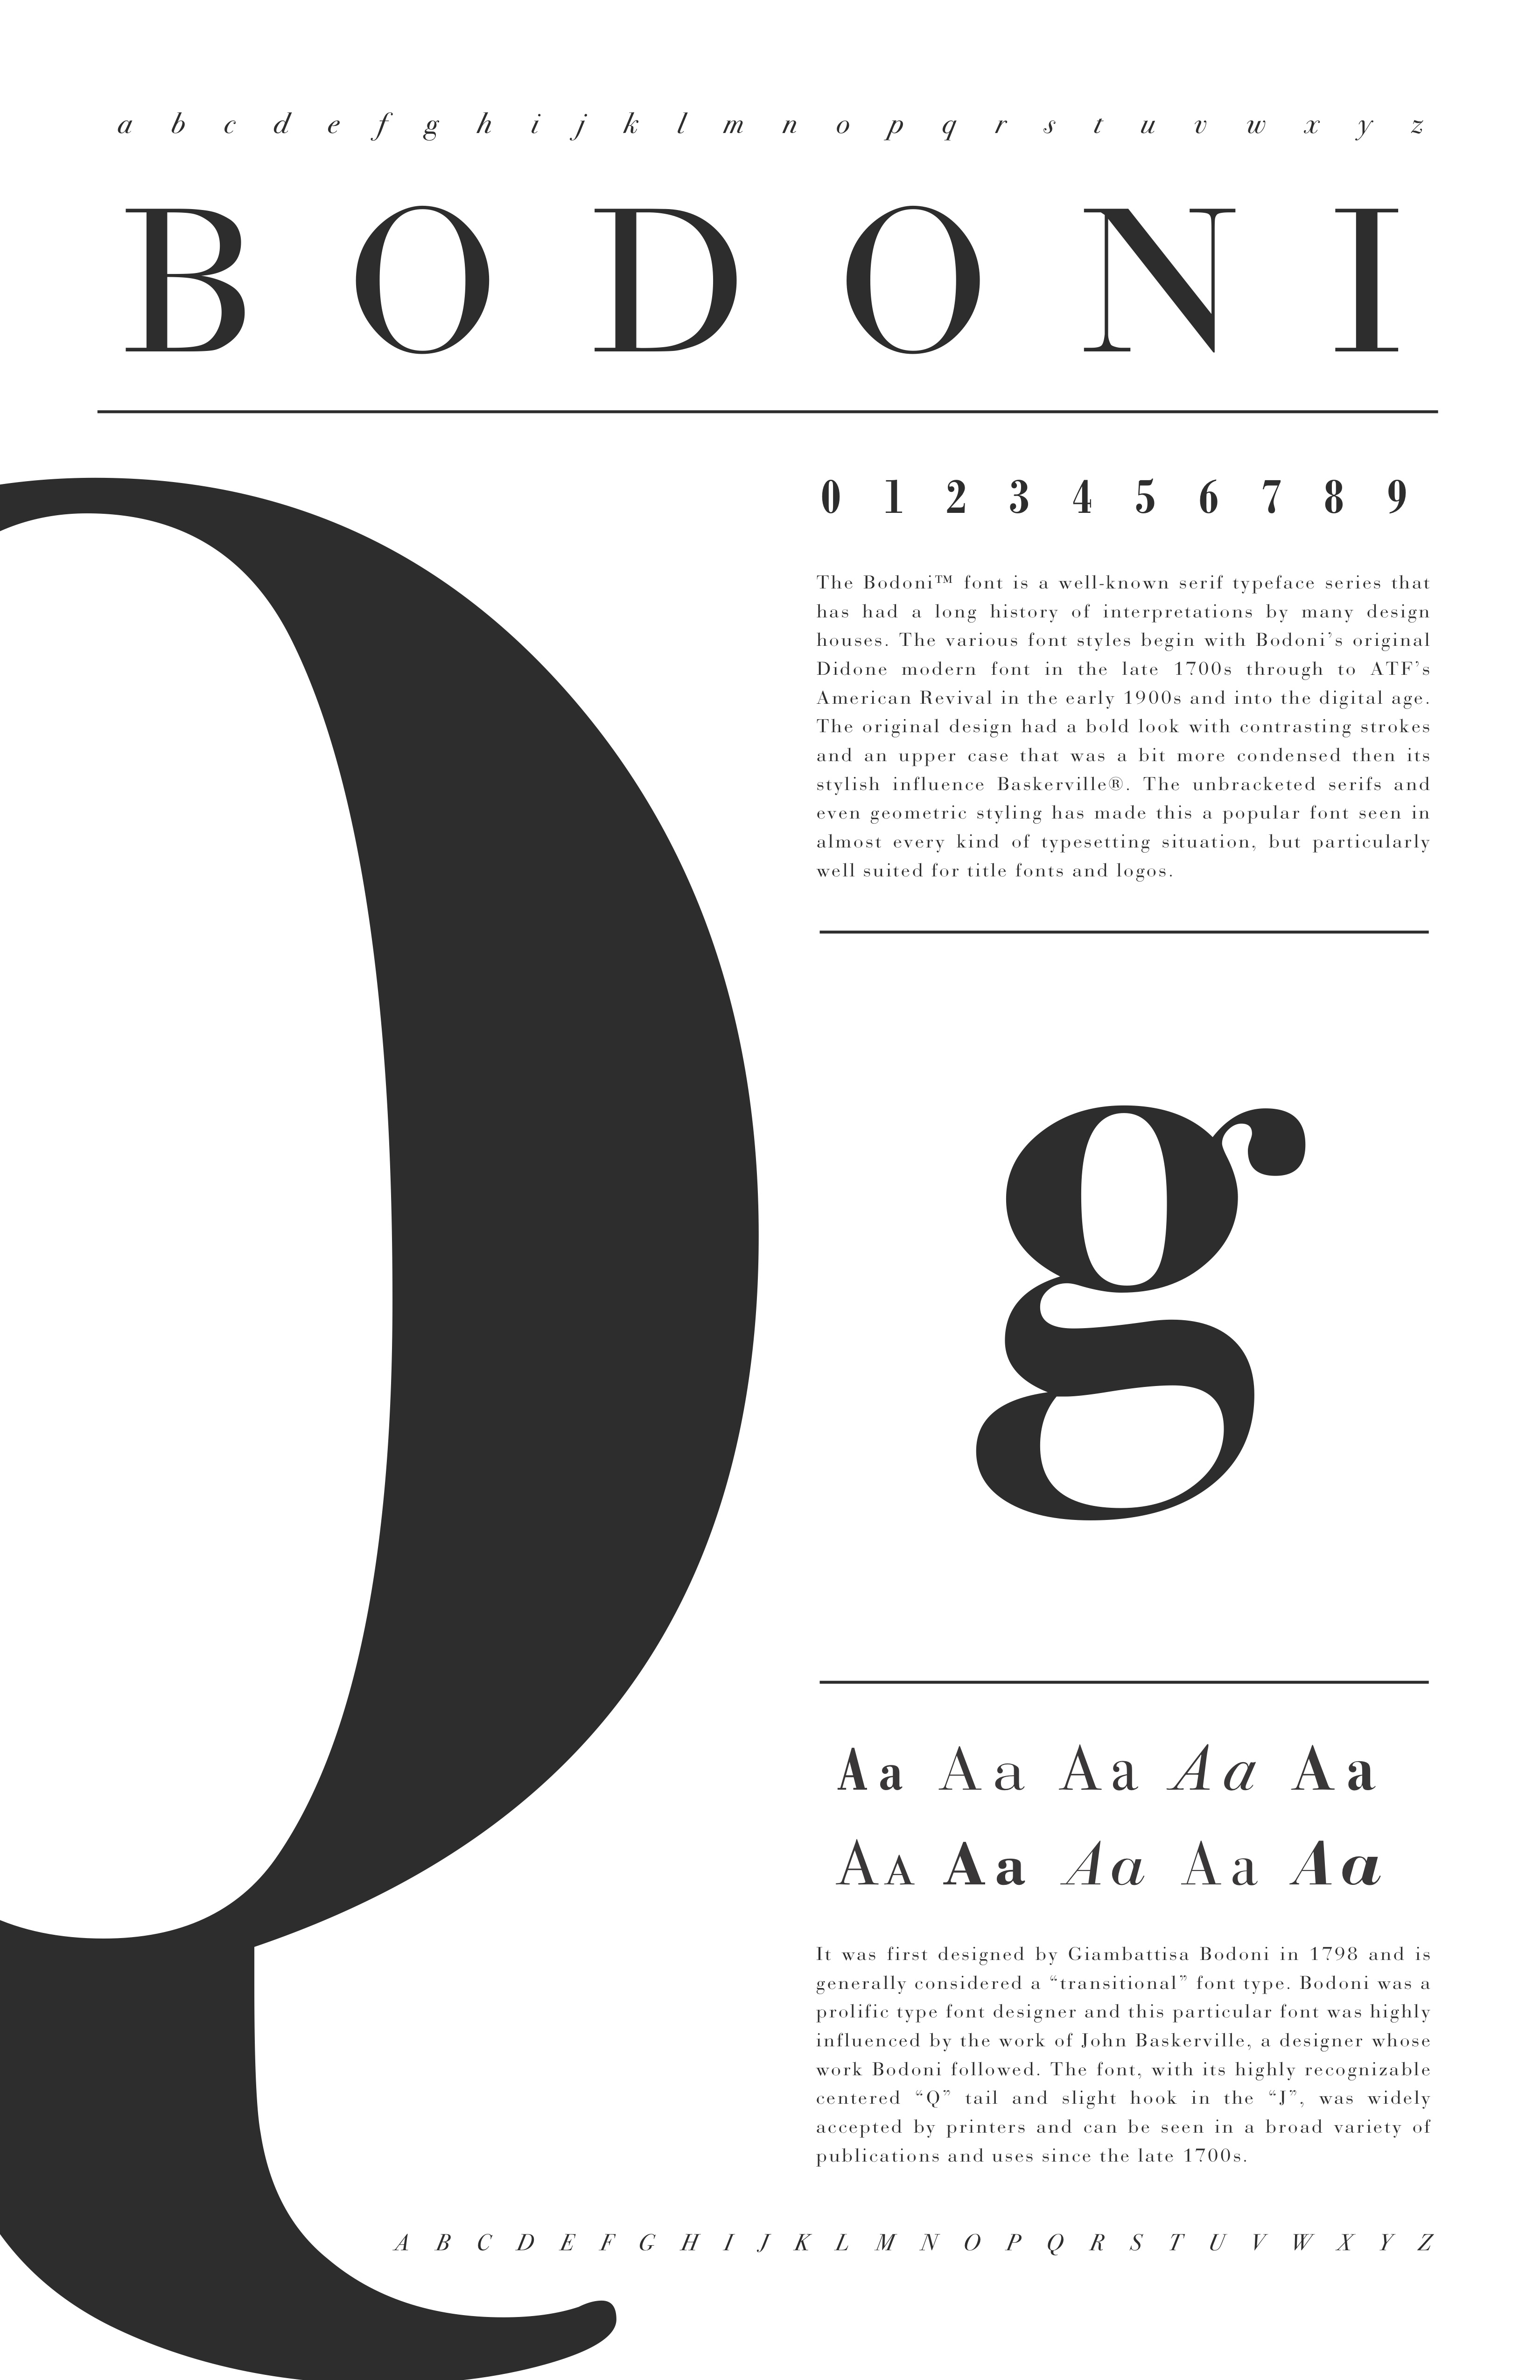 a b c d e f g h i j k l m n o p q r s t u v w x y z
BODONI
0 1 2 3 4 5 6 7 8 9
The Bodoni™ font is a well-known serif typeface series that
has had a long history of interpretations by many design
houses. The various font styles begin with Bodoni’s original
Didone modern font in the late 1700s through to ATF’s
American Revival in the early 1900s and into the digital age.
The original design had a bold look with contrasting strokes
and an upper case that was a bit more condensed then its
stylish influence Baskerville®. The unbracketed serifs and
even geometric styling has made this a popular font seen in
almost every kind of typesetting situation, but particularly
well suited for title fonts and logos.
Q
g
Aa Aa Aa Aa Aa
AA Aa Aa Aa Aa
It was first designed by Giambattisa Bodoni in 1798 and is
generally considered a “transitional” font type. Bodoni was a
prolific type font designer and this particular font was highly
influenced by the work of John Baskerville, a designer whose
work Bodoni followed. The font, with its highly recognizable
centered “Q” tail and slight hook in the “J”, was widely
accepted by printers and can be seen in a broad variety of
publications and uses since the late 1700s.
A B C D E F G H I J K L M N O P Q R S T U V W X Y Z